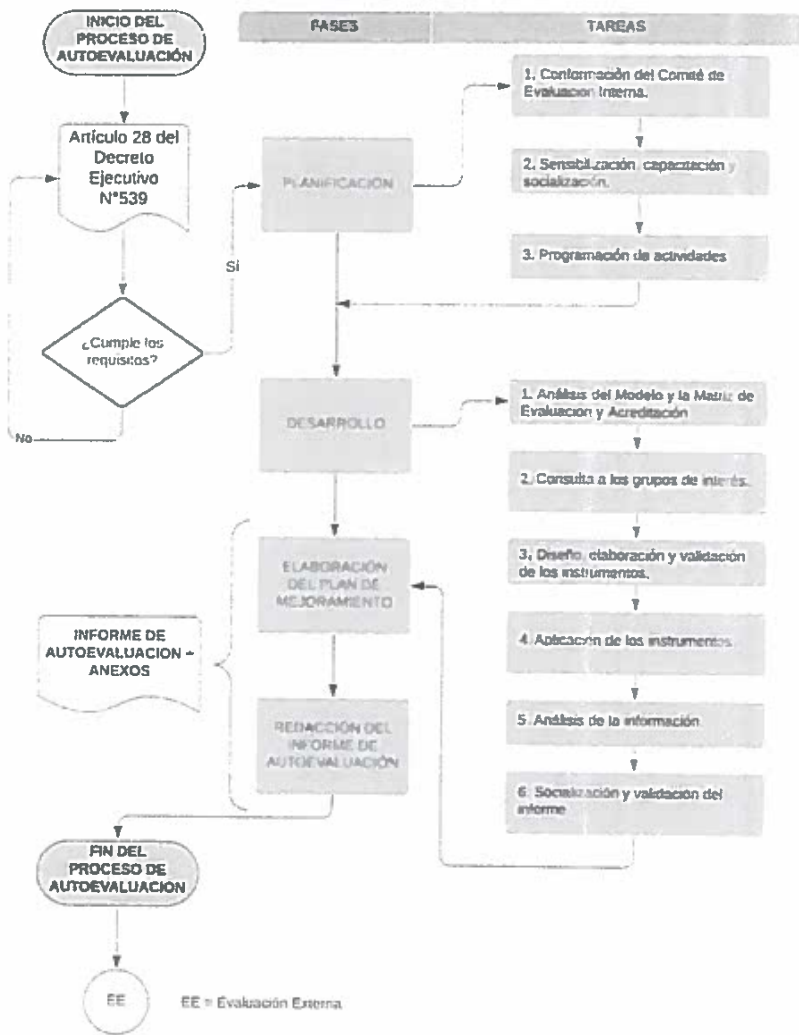 INICIO DEL
PROCESO DE
AUTOEVALUACIÓN
FASES
TAREAS
Artículo 28 del
Decreto
Ejecutivo
N°539
¿Cumple los
requisitos?
Sí
No
PLANIFICACIÓN
1. Conformación del Comité de
Evaluacion Interna.
2. Sensibilización, capacitación y
socialización.
3. Programación de actividades
DESARROLLO
1. Análisis del Modelo y la Matriz de
Evaluacion y Acreditación
2. Consulta a los grupos de interés.
3. Diseño, elaboración y validación
de los instrumentos.
4. Aplicación de los instrumentos
5. Análisis de la información
6. Socialización y validación del
informe
ELABORACIÓN
DEL PLAN DE
MEJORAMIENTO
REDACCIÓN DEL
INFORME DE
AUTOEVALUACIÓN
INFORME DE
AUTOEVALUACION –
ANEXOS
FIN DEL
PROCESO DE
AUTOEVALUACION
EE
EE = Evaluación Externa